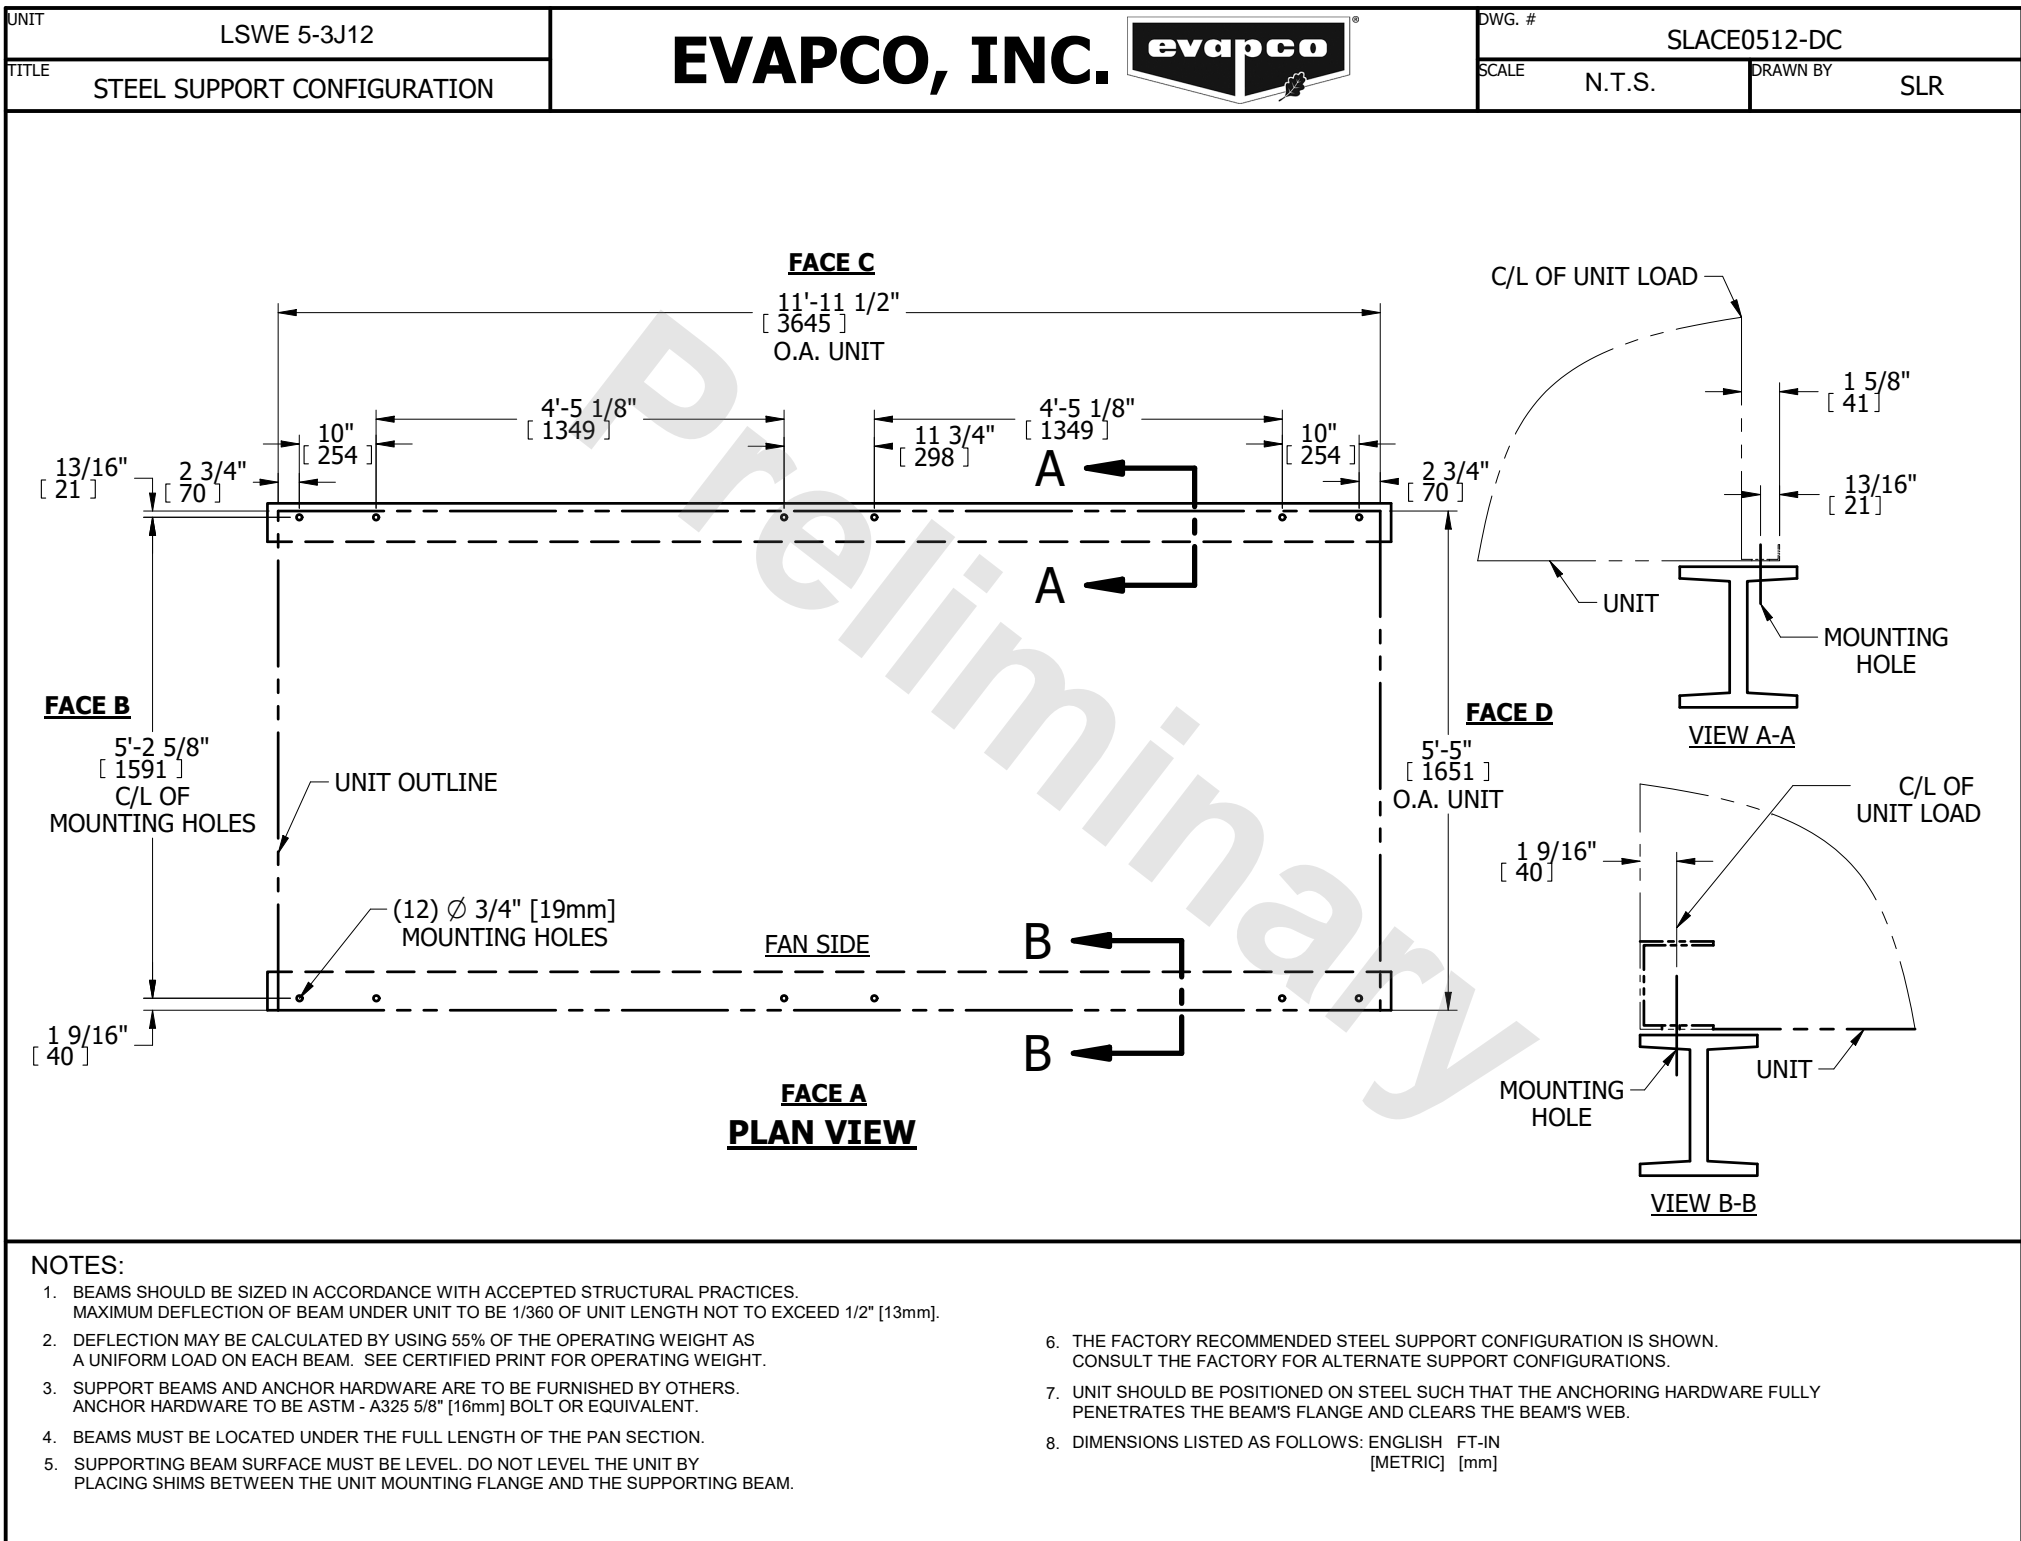 UNIT
LSWE 5-3J12
TITLE
STEEL SUPPORT CONFIGURATION
EVAPCO, INC.
evapco
®
DWG. #
SLACE0512-DC
SCALE
N.T.S.
DRAWN BY
SLR
FACE C
11'-11 1/2"
[ 3645 ]
O.A. UNIT
4'-5 1/8"
[ 1349 ]
4'-5 1/8"
[ 1349 ]
10"
[ 254 ]
11 3/4"
[ 298 ]
10"
[ 254 ]
13/16"
[ 21 ]
2 3/4"
[ 70 ]
2 3/4"
[ 70 ]
A
A
FACE B
5'-2 5/8"
[ 1591 ]
C/L OF
MOUNTING HOLES
UNIT OUTLINE
FACE D
5'-5"
[ 1651 ]
O.A. UNIT
(12) Ø 3/4" [19mm]
MOUNTING HOLES
FAN SIDE
B
B
1 9/16"
[ 40 ]
FACE A
PLAN VIEW
Preliminary
C/L OF UNIT LOAD
1 5/8"
[ 41 ]
13/16"
[ 21 ]
UNIT
MOUNTING
HOLE
VIEW A-A
C/L OF
UNIT LOAD
1 9/16"
[ 40 ]
UNIT
MOUNTING
HOLE
VIEW B-B
NOTES:
1. BEAMS SHOULD BE SIZED IN ACCORDANCE WITH ACCEPTED STRUCTURAL PRACTICES.
MAXIMUM DEFLECTION OF BEAM UNDER UNIT TO BE 1/360 OF UNIT LENGTH NOT TO EXCEED 1/2" [13mm].
2. DEFLECTION MAY BE CALCULATED BY USING 55% OF THE OPERATING WEIGHT AS
A UNIFORM LOAD ON EACH BEAM. SEE CERTIFIED PRINT FOR OPERATING WEIGHT.
3. SUPPORT BEAMS AND ANCHOR HARDWARE ARE TO BE FURNISHED BY OTHERS.
ANCHOR HARDWARE TO BE ASTM - A325 5/8" [16mm] BOLT OR EQUIVALENT.
4. BEAMS MUST BE LOCATED UNDER THE FULL LENGTH OF THE PAN SECTION.
5. SUPPORTING BEAM SURFACE MUST BE LEVEL. DO NOT LEVEL THE UNIT BY
PLACING SHIMS BETWEEN THE UNIT MOUNTING FLANGE AND THE SUPPORTING BEAM.
6. THE FACTORY RECOMMENDED STEEL SUPPORT CONFIGURATION IS SHOWN.
CONSULT THE FACTORY FOR ALTERNATE SUPPORT CONFIGURATIONS.
7. UNIT SHOULD BE POSITIONED ON STEEL SUCH THAT THE ANCHORING HARDWARE FULLY
PENETRATES THE BEAM'S FLANGE AND CLEARS THE BEAM'S WEB.
8. DIMENSIONS LISTED AS FOLLOWS: ENGLISH FT-IN
[METRIC] [mm]